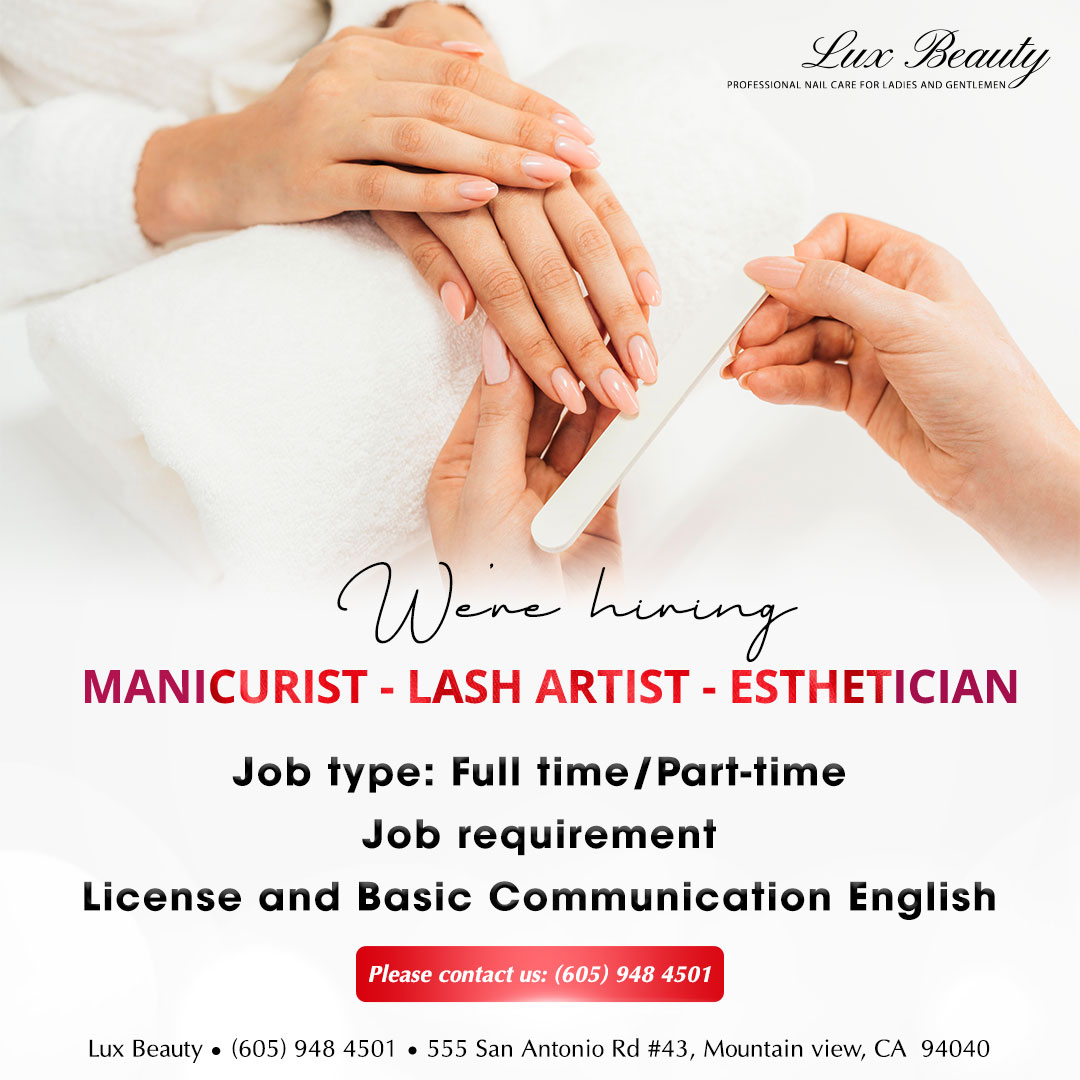 Lux Beauty
PROFESSIONAL NAIL CARE FOR LADIES AND GENTLEMEN
We're hiring
MANICURIST - LASH ARTIST - ESTHETICIAN
Job type: Full time/Part-time
Job requirement
License and Basic Communication English
Please contact us: (605) 948 4501
Lux Beauty • (605) 948 4501 • 555 San Antonio Rd #43, Mountain view, CA 94040